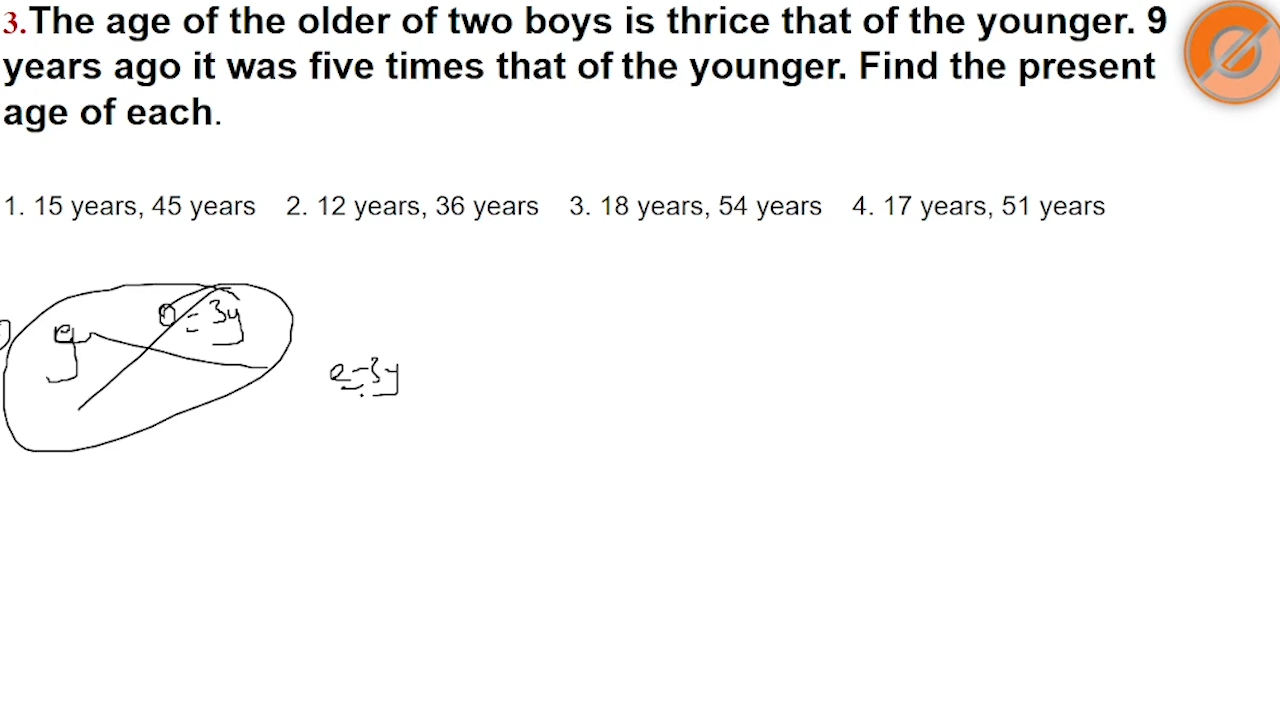 3.The age of the older of two boys is thrice that of the younger. 9
years ago it was five times that of the younger. Find the present
age of each.
1. 15 years, 45 years 2. 12 years, 36 years 3. 18 years, 54 years 4. 17 years, 51 years
= 3y
y
e=3y